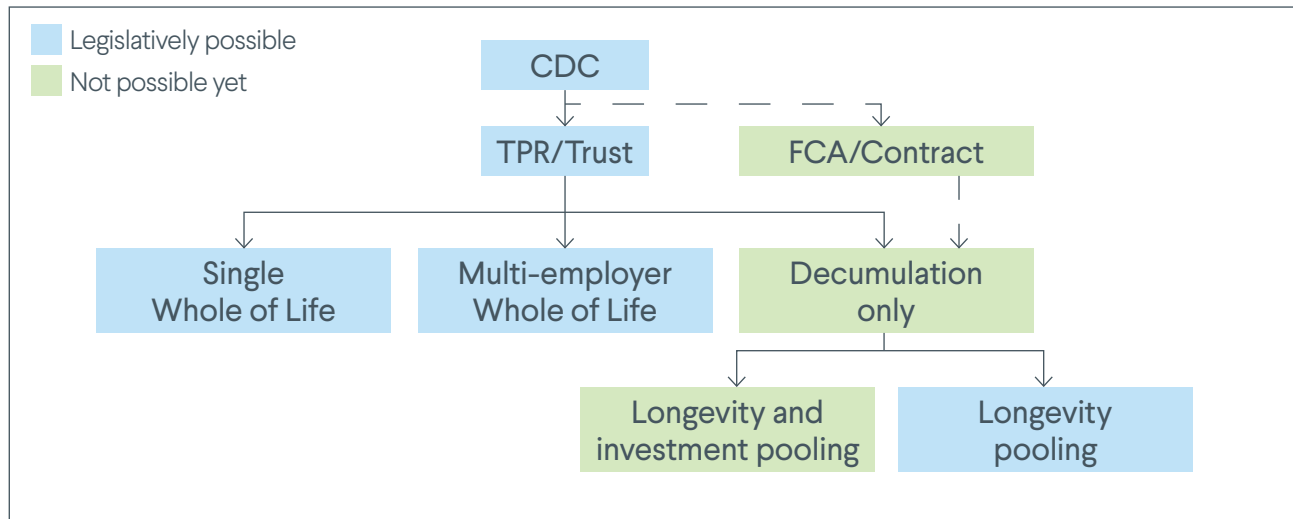 Legislatively possible
Not possible yet
CDC
TPR/Trust
FCA/Contract
Single
Whole of Life
Multi-employer
Whole of Life
Decumulation
only
Longevity and
investment pooling
Longevity
pooling